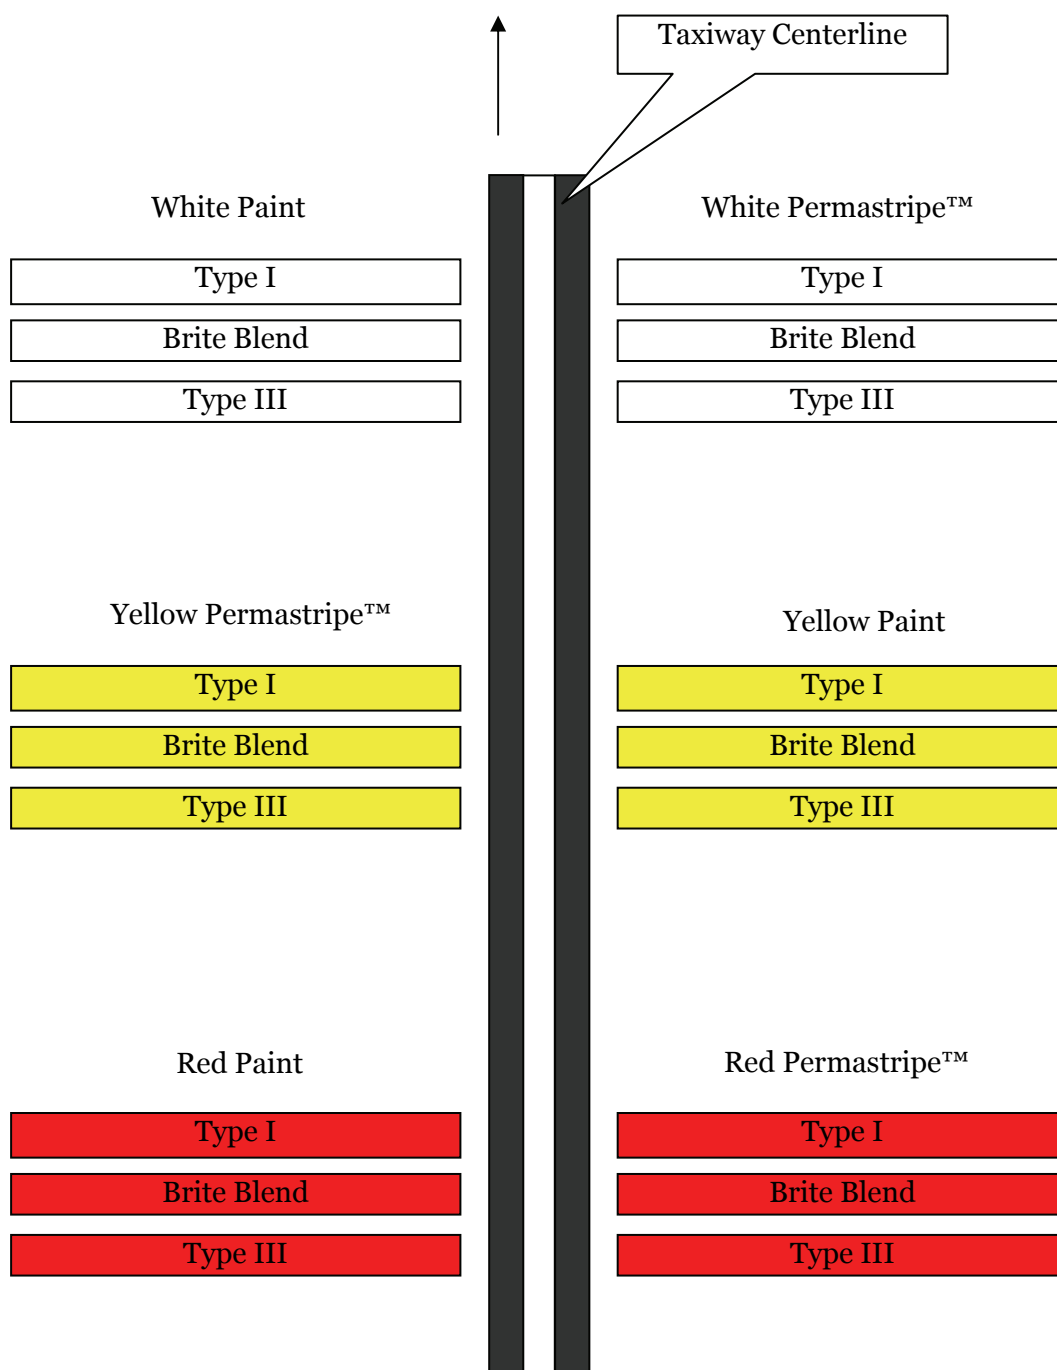 Taxiway Centerline
White Paint
White Permastripe™
Type I
Type I
Brite Blend
Brite Blend
Type III
Type III
Yellow Permastripe™
Yellow Paint
Type I
Type I
Brite Blend
Brite Blend
Type III
Type III
Red Paint
Red Permastripe™
Type I
Type I
Brite Blend
Brite Blend
Type III
Type III